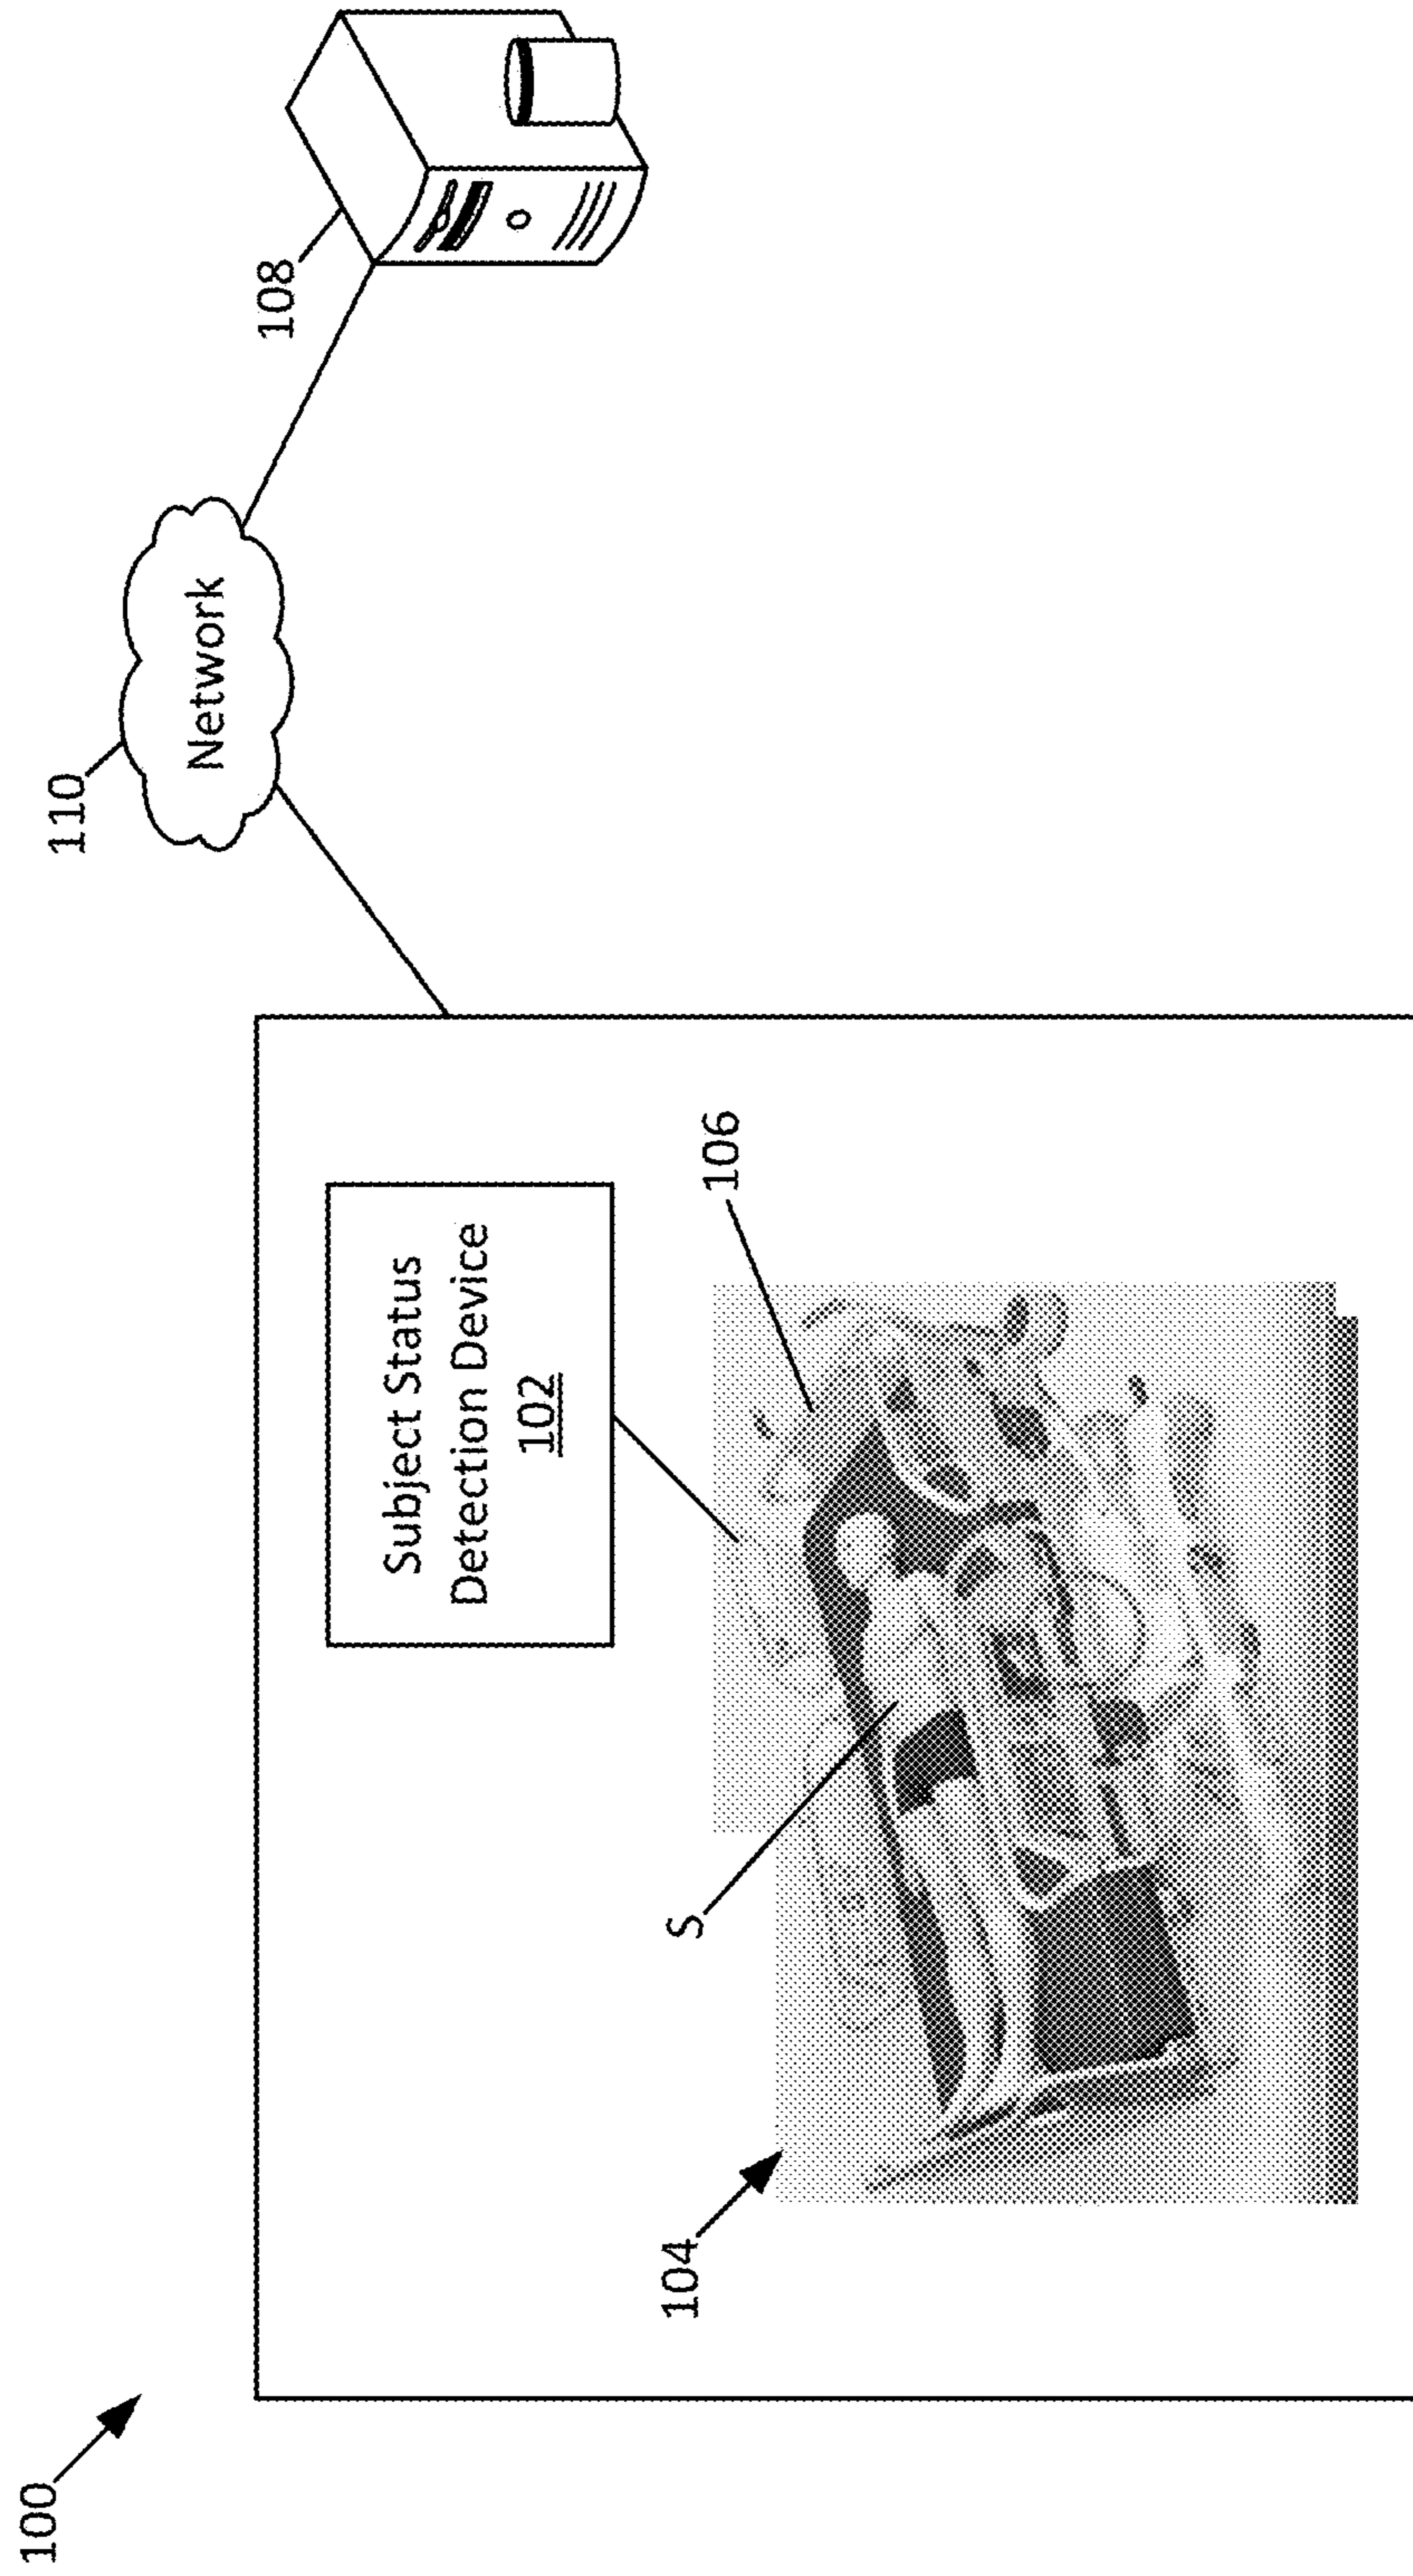 100
110
Network
108
Subject Status
Detection Device
102
104
S
106